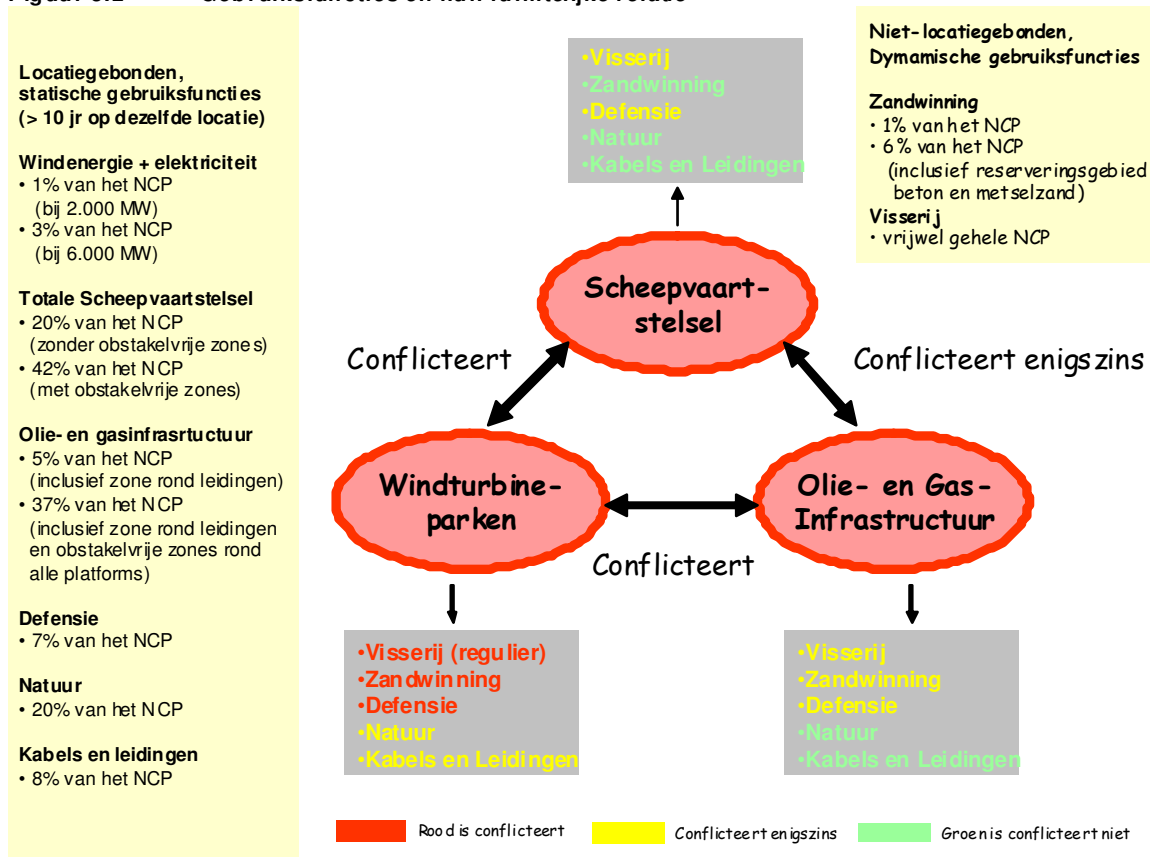 Locatiegebonden,
statische gebruiksfuncties
(> 10 jr op dezelfde locatie)
Windenergie + elektriciteit
• 1% van het NCP
(bij 2.000 MW)
• 3% van het NCP
(bij 6.000 MW)
Totale Scheepvaartstelsel
• 20% van het NCP
(zonder obstakelvrije zones)
• 42% van het NCP
(met obstakelvrije zones)
Olie- en gasinfrasrtuctuur
• 5% van het NCP
(inclusief zone rond leidingen)
• 37% van het NCP
(inclusief zone rond leidingen
en obstakelvrije zones rond
alle platforms)
Defensie
• 7% van het NCP
Natuur
• 20% van het NCP
Kabels en leidingen
• 8% van het NCP
•Visserij
•Zandwinning
•Defensie
•Natuur
•Kabels en Leidingen
Niet-locatiegebonden,
Dymamische gebruiksfuncties
Zandwinning
• 1% van het NCP
• 6% van het NCP
(inclusief reserveringsgebied
beton en metselzand)
Visserij
• vrijwel gehele NCP
Scheepvaart-
stelsel
Conflicteert
Conflicteert enigszins
Windturbine-
parken
Olie- en Gas-
Infrastructuur
Conflicteert
•Visserij (regulier)
•Zandwinning
•Defensie
•Natuur
•Kabels en Leidingen
•Visserij
•Zandwinning
•Defensie
•Natuur
•Kabels en Leidingen
Rood is conflicteert
Conflicteert enigszins
Groen is conflicteert niet